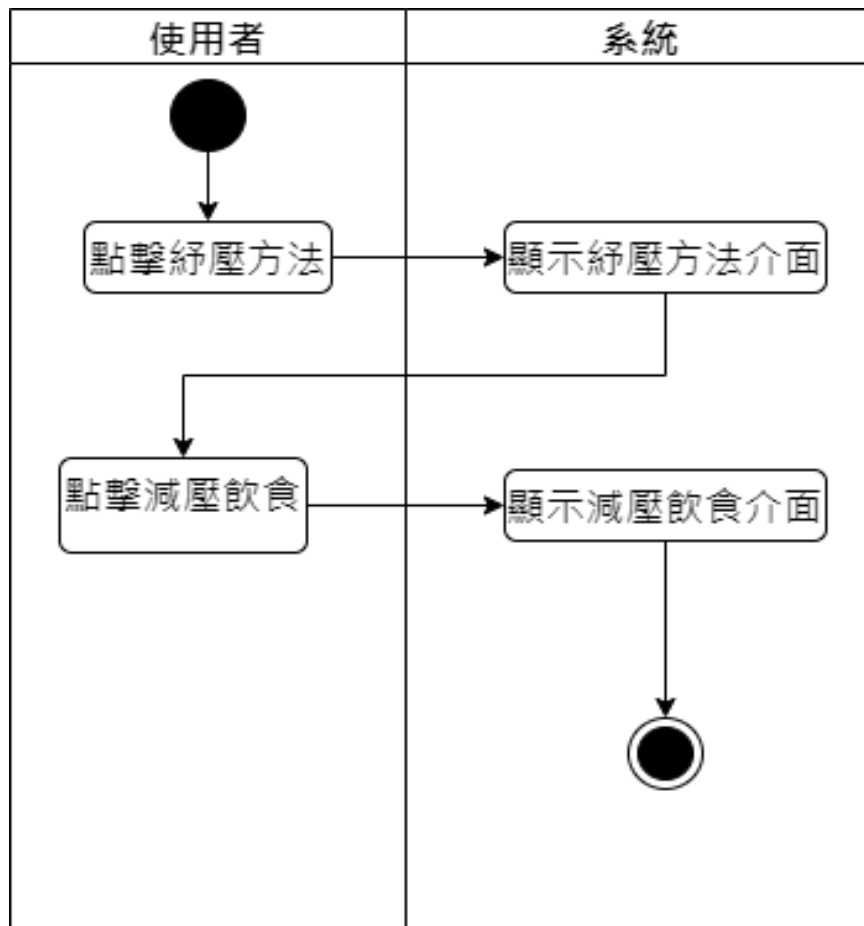 使用者
系統
點擊紓壓方法
顯示紓壓方法介面
點擊減壓飲食
顯示減壓飲食介面